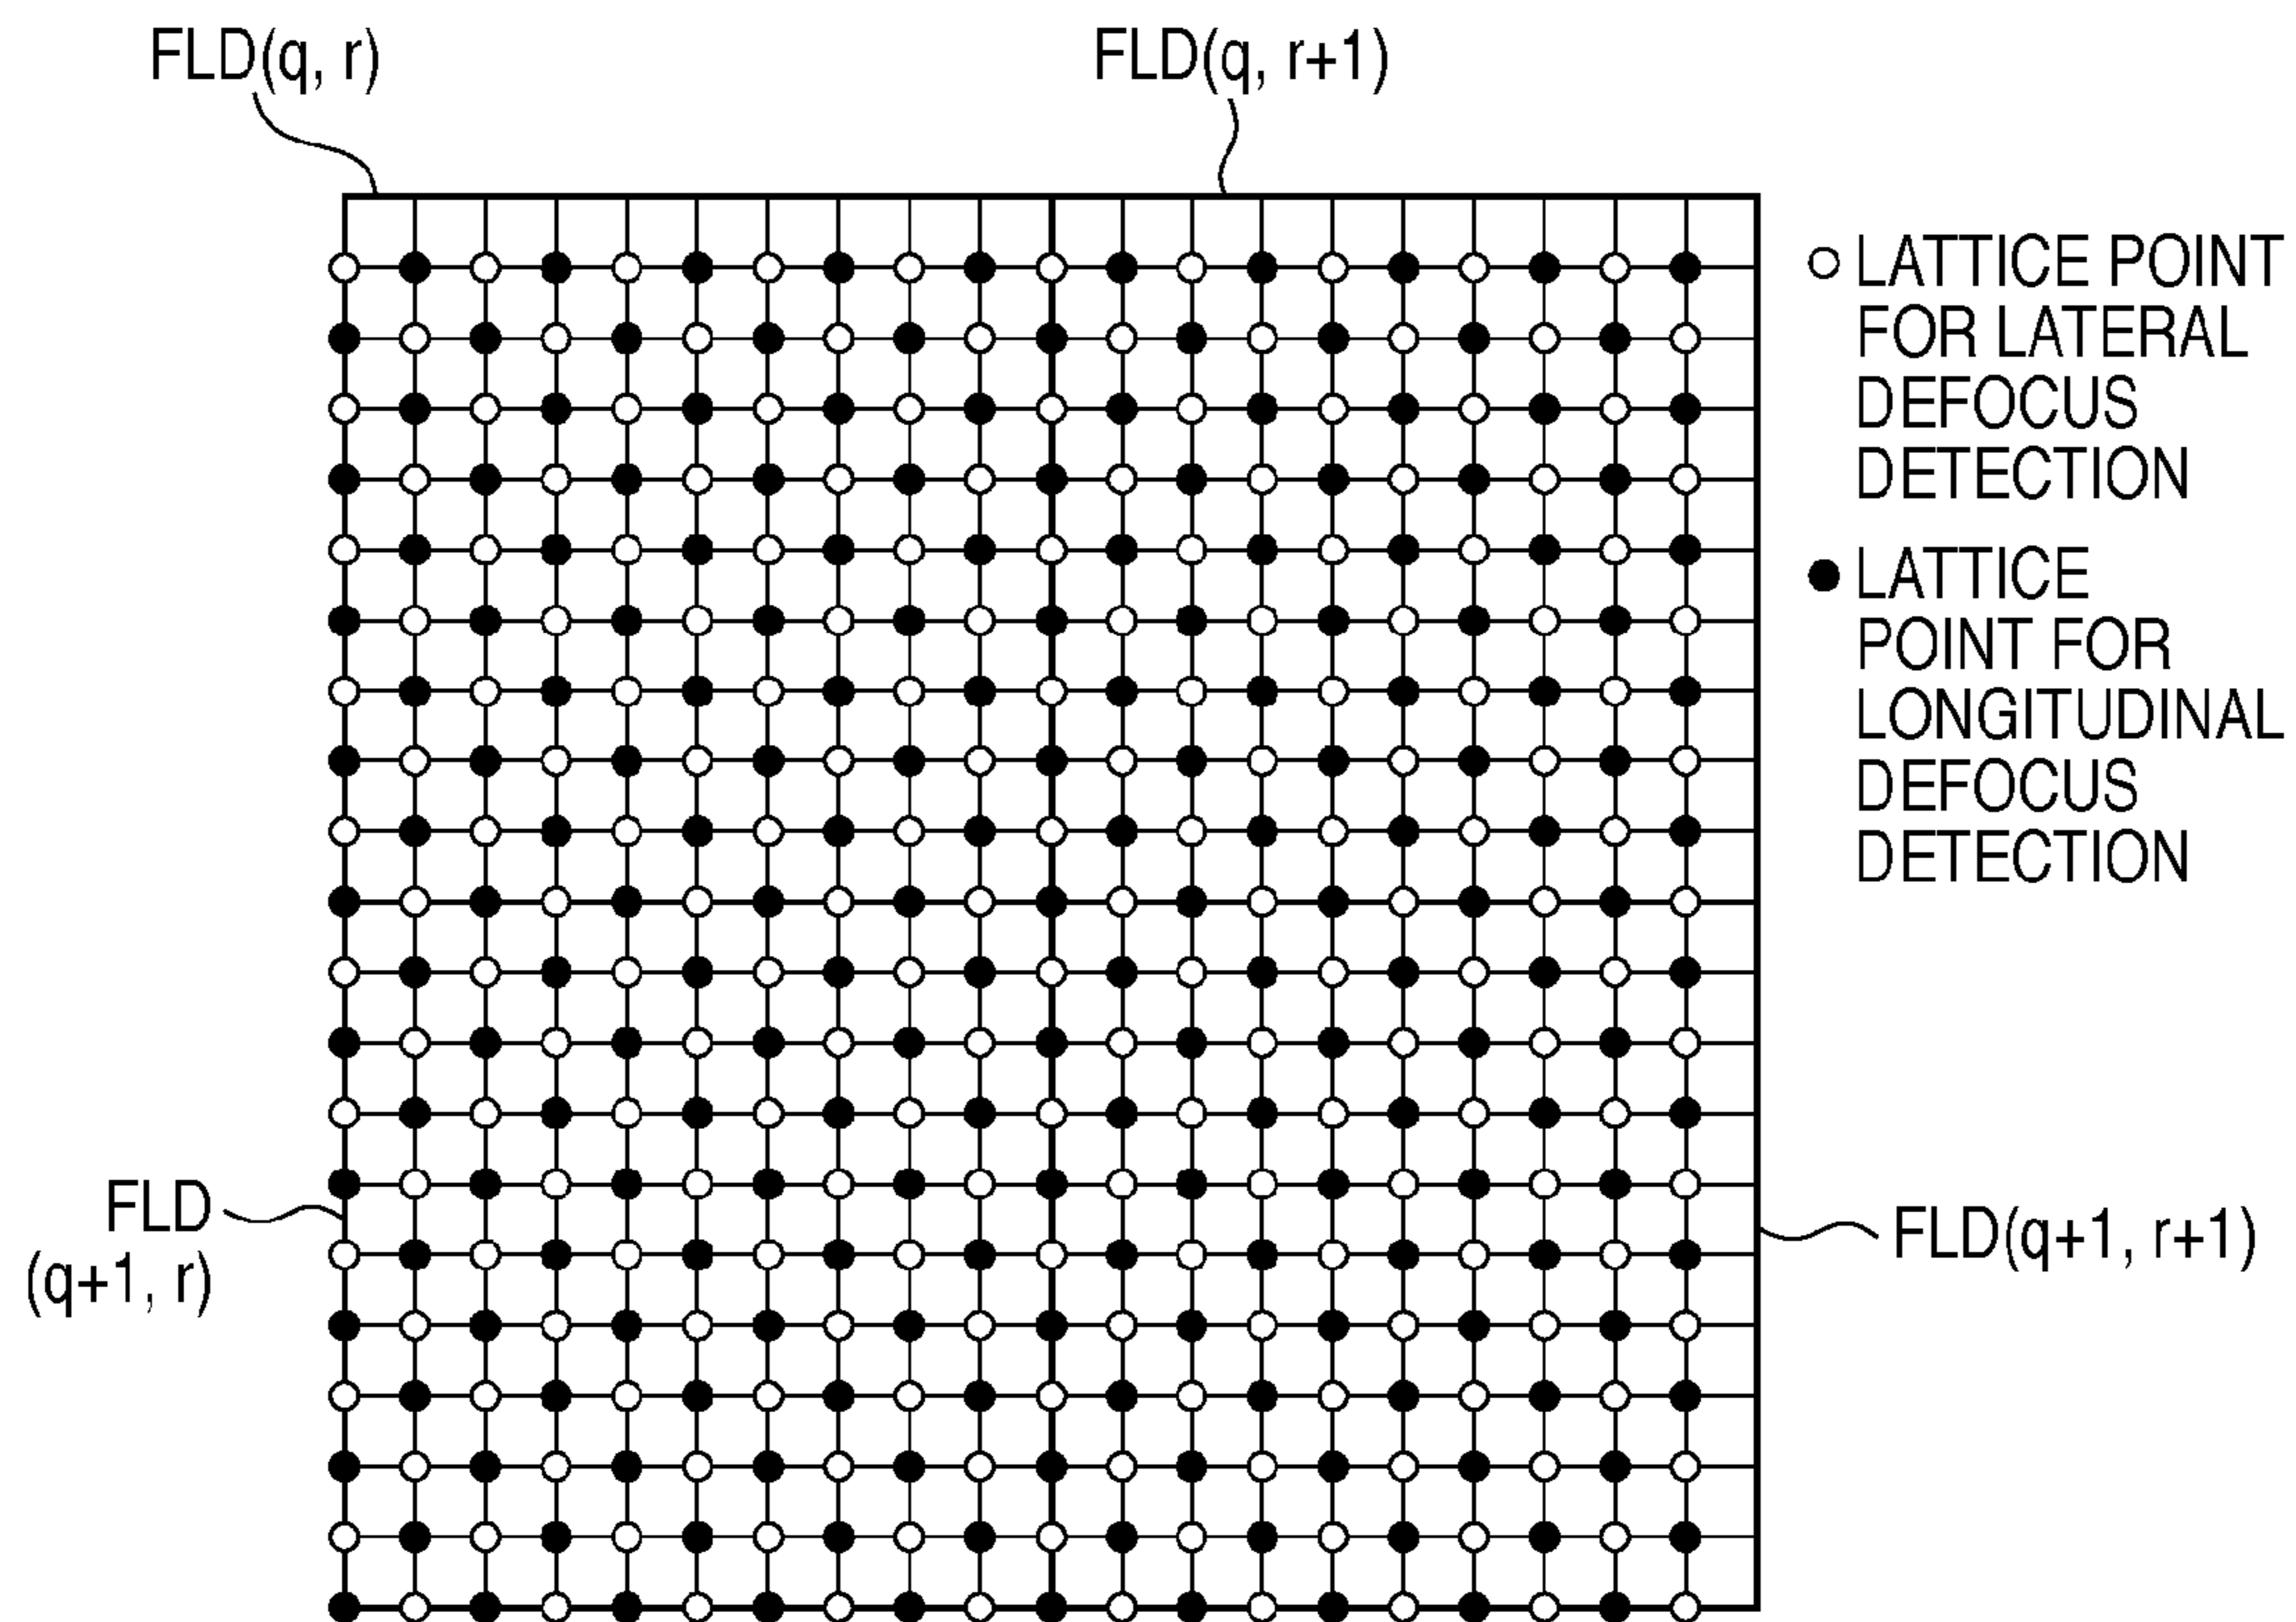 FLD(q, r)
FLD(q, r+1)
LATTICE POINT
FOR LATERAL
DEFOCUS
DETECTION
LATTICE
POINT FOR
LONGITUDINAL
DEFOCUS
DETECTION
FLD
(q+1, r)
FLD(q+1, r+1)